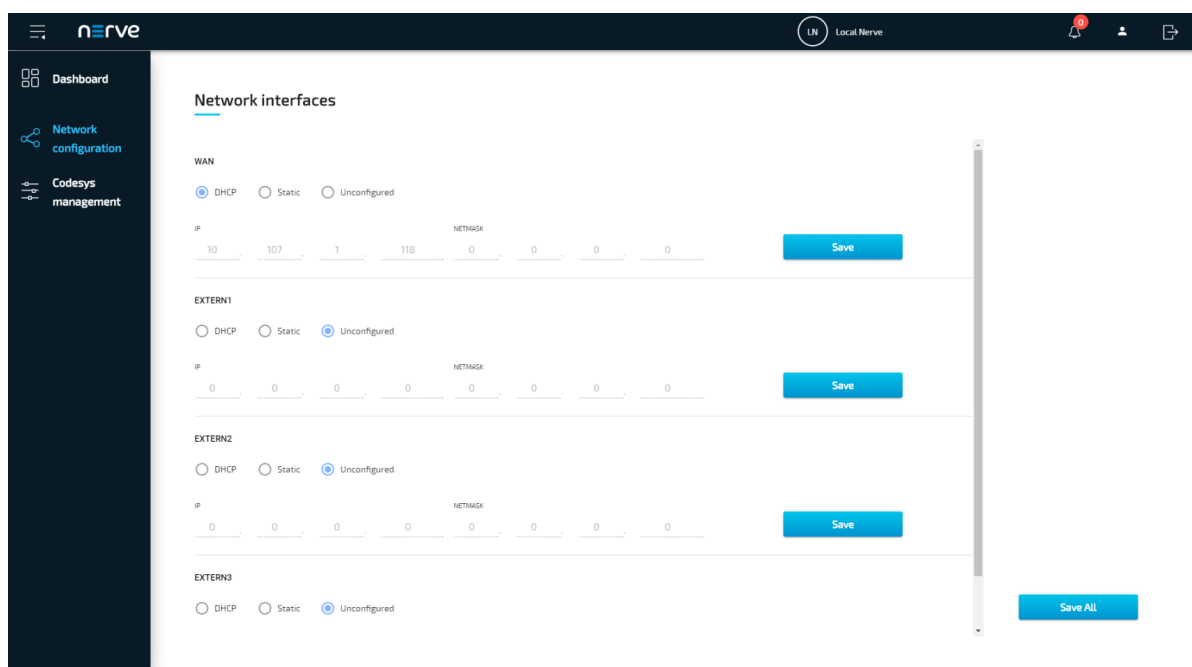 nerve
LN Local Nerve
0
Dashboard
Network
configuration
Codesys
management
Network interfaces
WAN
DHCP Static Unconfigured
IP NETMASK
10 . 107 . 1 . 118 0 . 0 . 0 . 0 Save
EXTERN1
DHCP Static Unconfigured
IP NETMASK
0 . 0 . 0 . 0 0 . 0 . 0 . 0 Save
EXTERN2
DHCP Static Unconfigured
IP NETMASK
0 . 0 . 0 . 0 0 . 0 . 0 . 0 Save
EXTERN3
DHCP Static Unconfigured
Save All